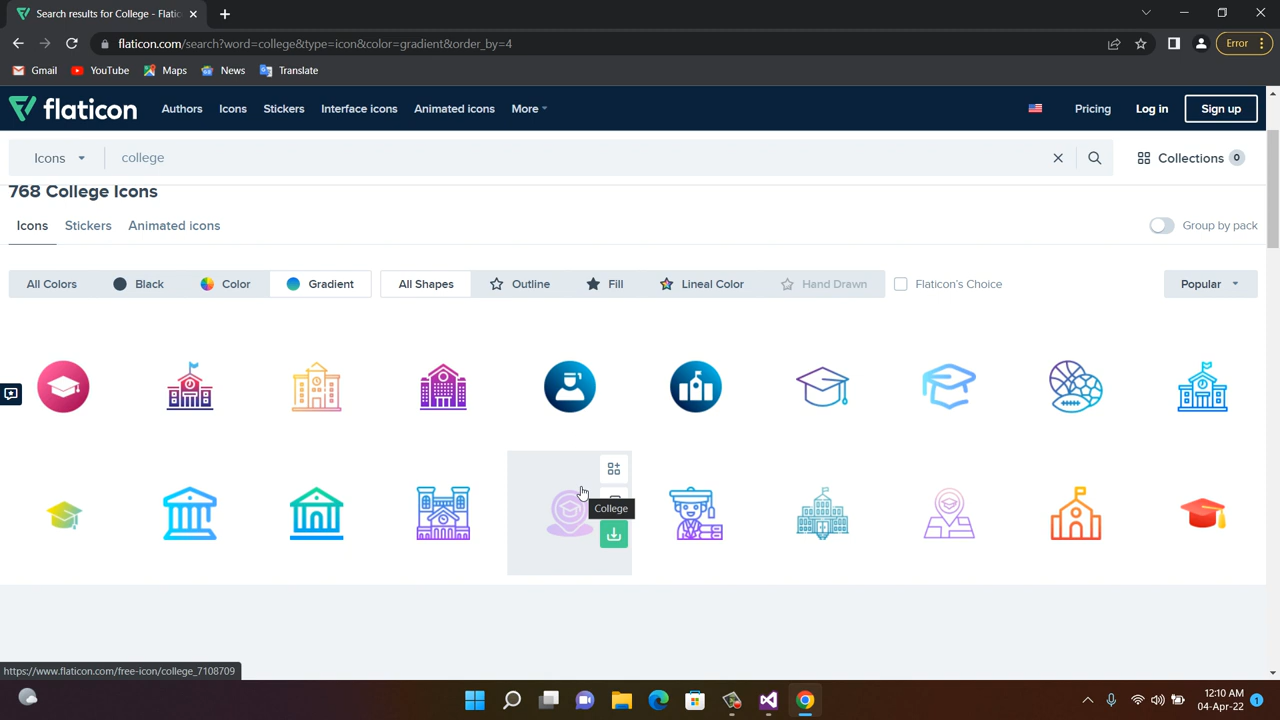 Search results for College - Flatic
flaticon.com/search?word=college&type=icon&color=gradient&order_by=4
Error
Gmail YouTube Maps News Translate
flaticon Authors Icons Stickers Interface icons Animated icons More Pricing Log in Sign up
Icons college Collections 0
768 College Icons
Icons Stickers Animated icons Group by pack
All Colors Black Color Gradient All Shapes Outline Fill Lineal Color Hand Drawn Flaticon's Choice Popular
College
https://www.flaticon.com/free-icon/college_7108709
12:10 AM
04-Apr-22
1